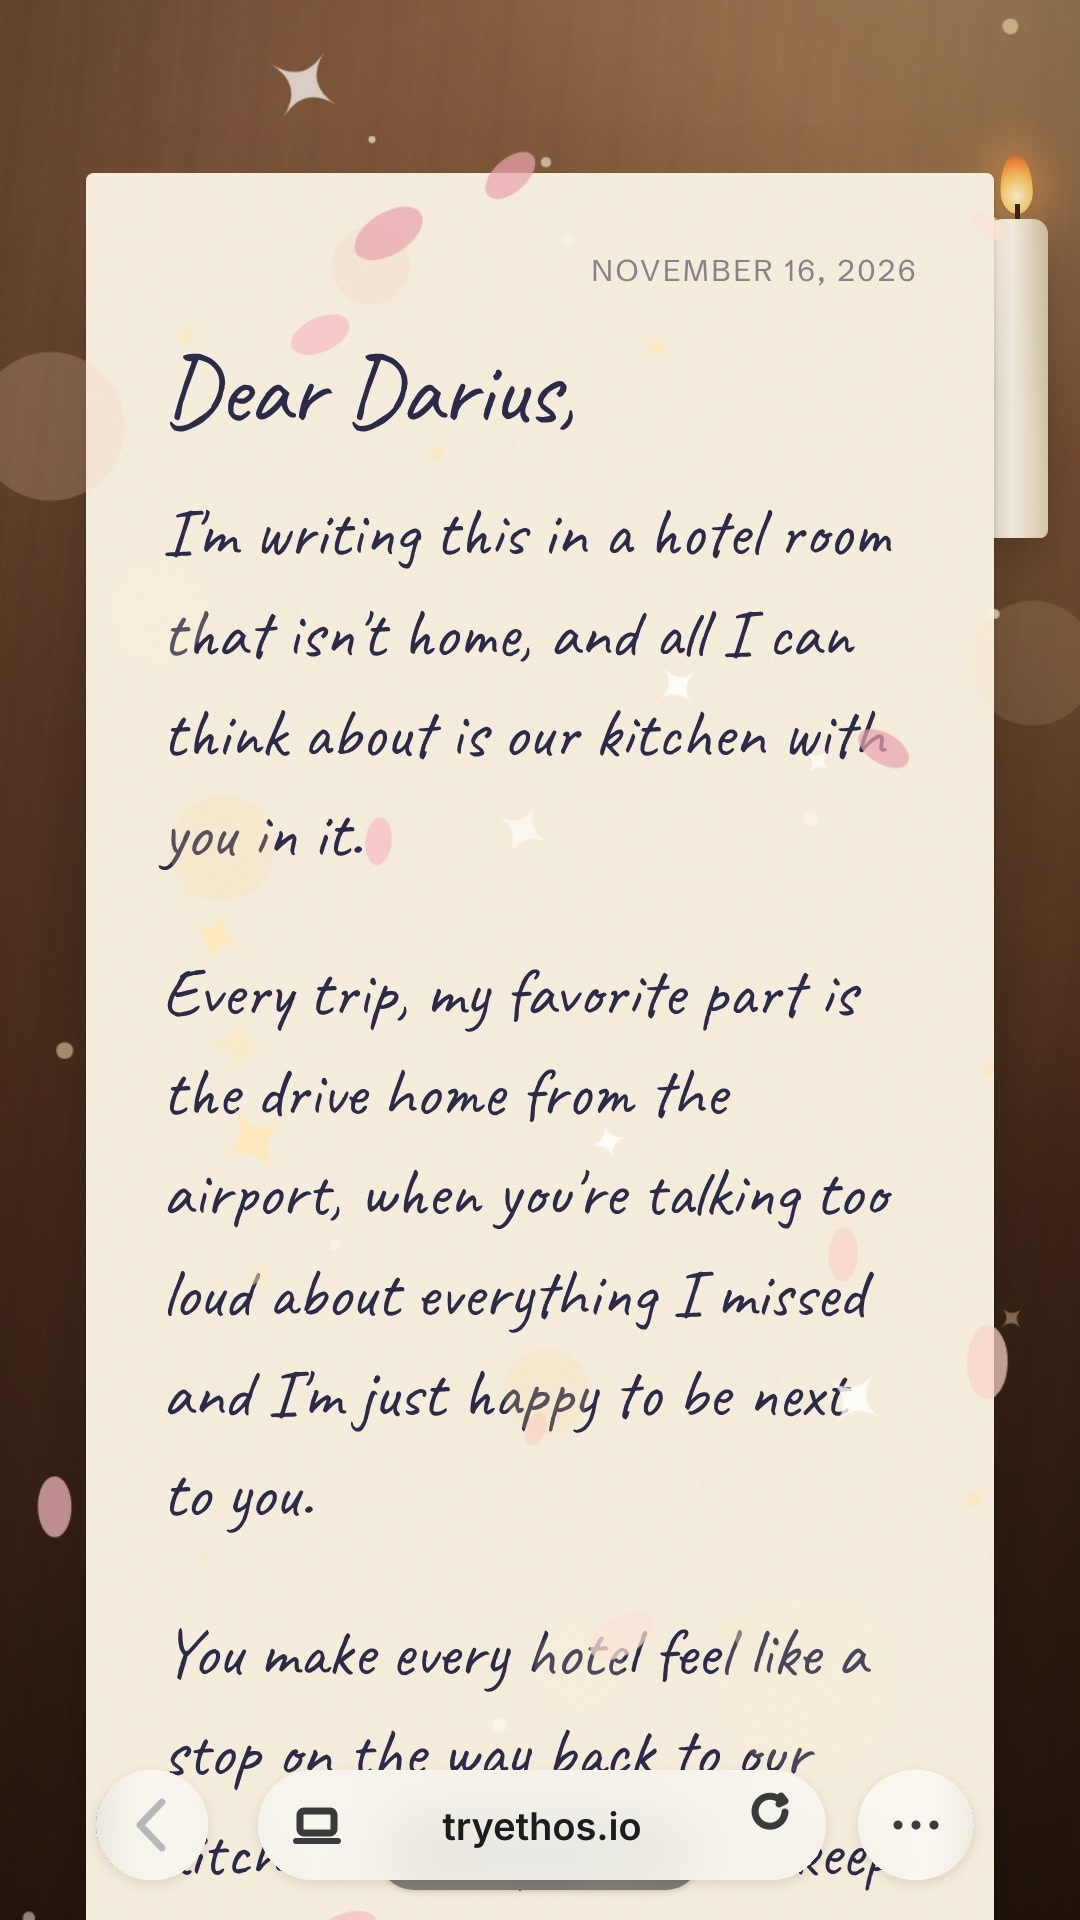 NOVEMBER 16, 2026
Dear Darius,
I'm writing this in a hotel room
that isn't home, and all I can
think about is our kitchen with
you in it.
Every trip, my favorite part is
the drive home from the
airport, when you're talking too
loud about everything I missed
and I'm just happy to be next
to you.
You make every hotel feel like a
stop on the way back to our
keep
tryethos.io